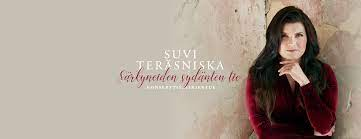 SUVI
TERÄSNISKA
Särkyneiden sydänten tie
KONSERTTIKIERTUE